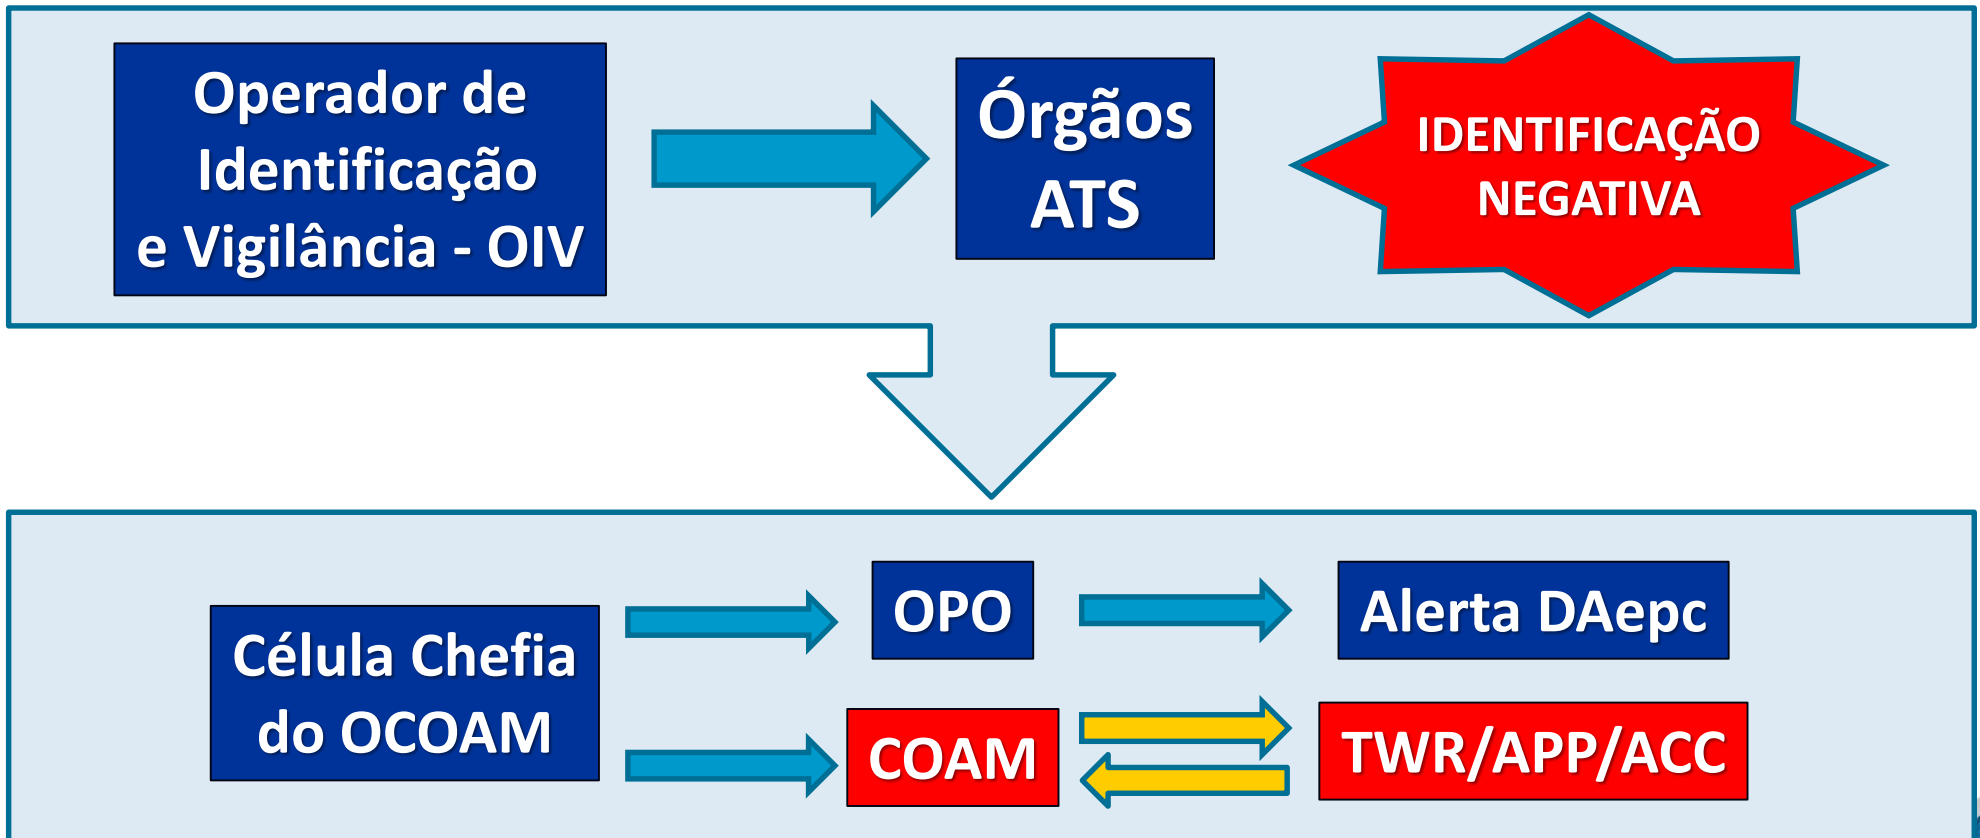 Operador de
Identificação
e Vigilância - OIV
Órgãos
ATS
IDENTIFICAÇÃO
NEGATIVA
Célula Chefia
do OCOAM
OPO
Alerta DAepc
COAM
TWR/APP/ACC